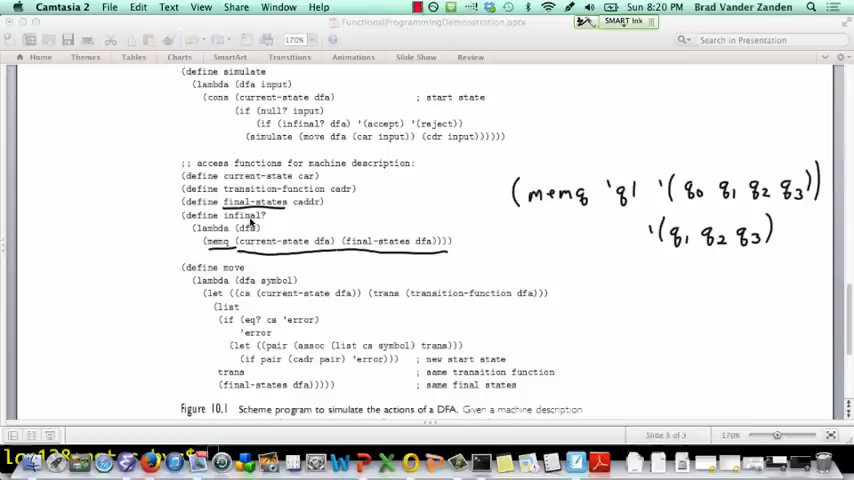 Camtasia 2 File Edit Text View Share Window Help Sun 8:20 PM Brad Vander Zanden
FunctionalProgrammingDemonstration.pptx
SMART Ink
170% Search in Presentation
Home Themes Tables Charts SmartArt Transitions Animations Slide Show Review
(define simulate
(lambda (dfa input)
(cons (current-state dfa) ; start state
(if (null? input)
(if (infinal? dfa) '(accept) '(reject))
(simulate (move dfa (car input)) (cdr input))))))
;; access functions for machine description:
(define current-state car)
(define transition-function cadr)
(define final-states caddr)
(define infinal?
(lambda (dfa)
(memq (current-state dfa) (final-states dfa))))
(memq 'q1 '(q0 q1 q2 q3))
'(q1 q2 q3)
(define move
(lambda (dfa symbol)
(let ((cs (current-state dfa)) (trans (transition-function dfa)))
(list
(if (eq? cs 'error)
'error
(let ((pair (assoc (list cs symbol) trans)))
(if pair (cadr pair) 'error))) ; new start state
trans ; same transition function
(final-states dfa))))) ; same final states
Figure 10.1 Scheme program to simulate the actions of a DFA. Given a machine description
Slide 3 of 3 170%